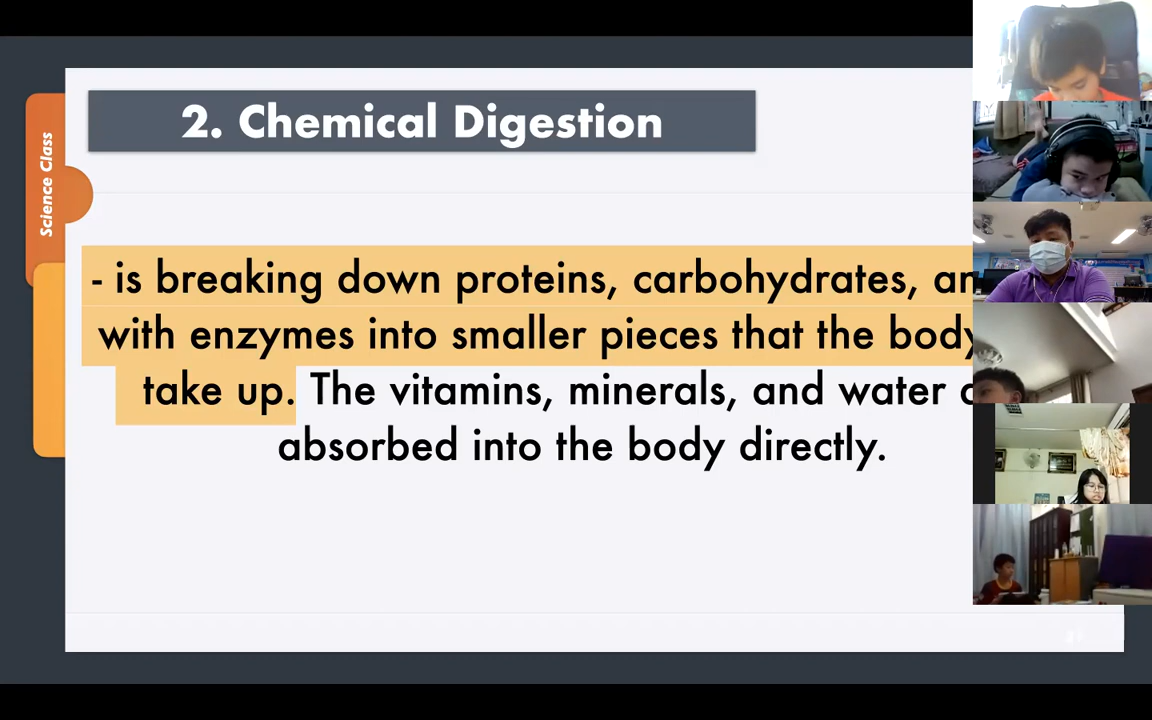 2. Chemical Digestion
Science Class
- is breaking down proteins, carbohydrates,
with enzymes into smaller pieces that the body
take up. The vitamins, minerals, and water
absorbed into the body directly.